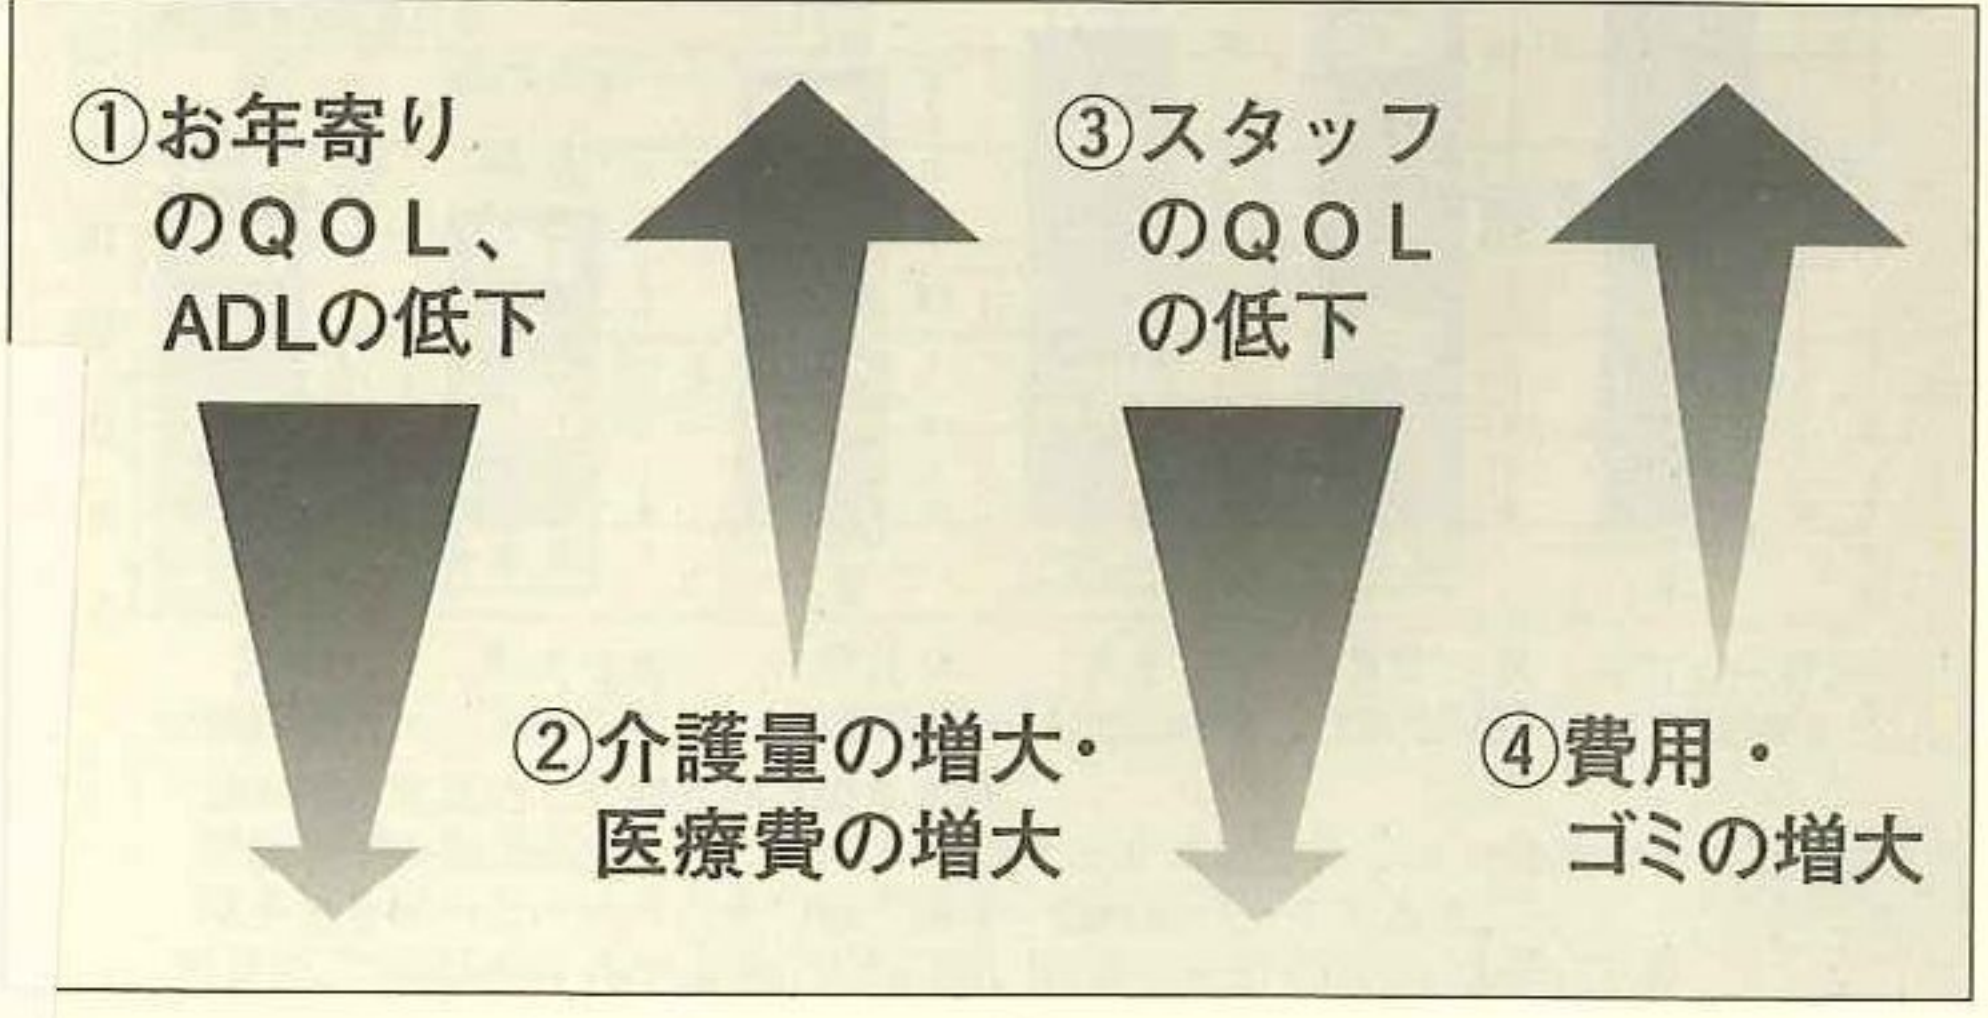 ①お年寄り
のＱＯＬ、
ADLの低下
②介護量の増大・
医療費の増大
③スタッフ
のＱＯＬ
の低下
④費用・
ゴミの増大